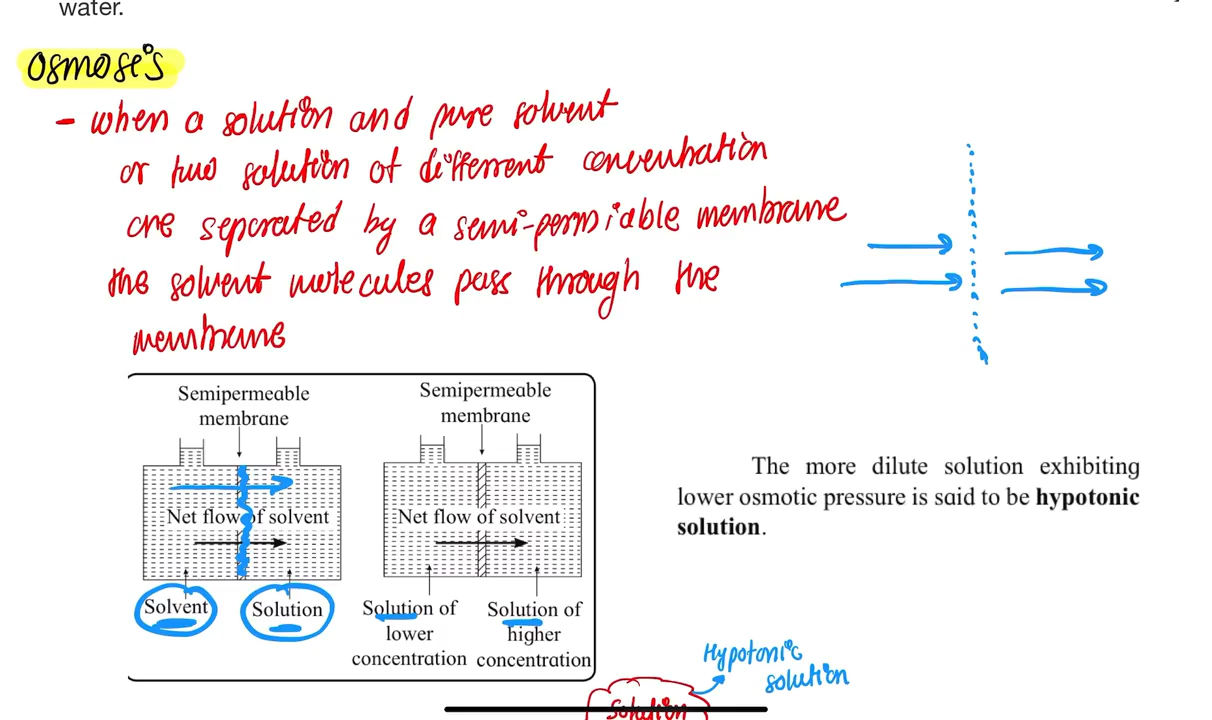 water.
Osmosis
- when a solution and pure solvent
or two solution of different concentration
are separated by a semi-permiable membrane
the solvent molecules pass through the
membrane
Semipermeable
membrane
Net flow of solvent
Solvent
Solution
Semipermeable
membrane
Net flow of solvent
Solution of
lower
concentration
Solution of
higher
concentration
The more dilute solution exhibiting
lower osmotic pressure is said to be hypotonic
solution.
Hypotonic
solution
Solution